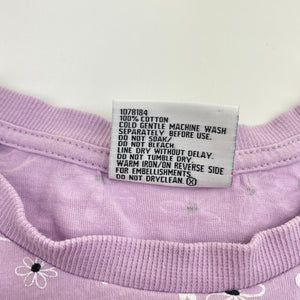 1078184
100% COTTON
COLD GENTLE MACHINE WASH
SEPARATELY BEFORE USE.
DO NOT SOAK/
DO NOT BLEACH.
LINE DRY WITHOUT DELAY.
DO NOT TUMBLE DRY.
WARM IRON/ON REVERSE SIDE
FOR EMBELLISHMENTS.
DO NOT DRYCLEAN.